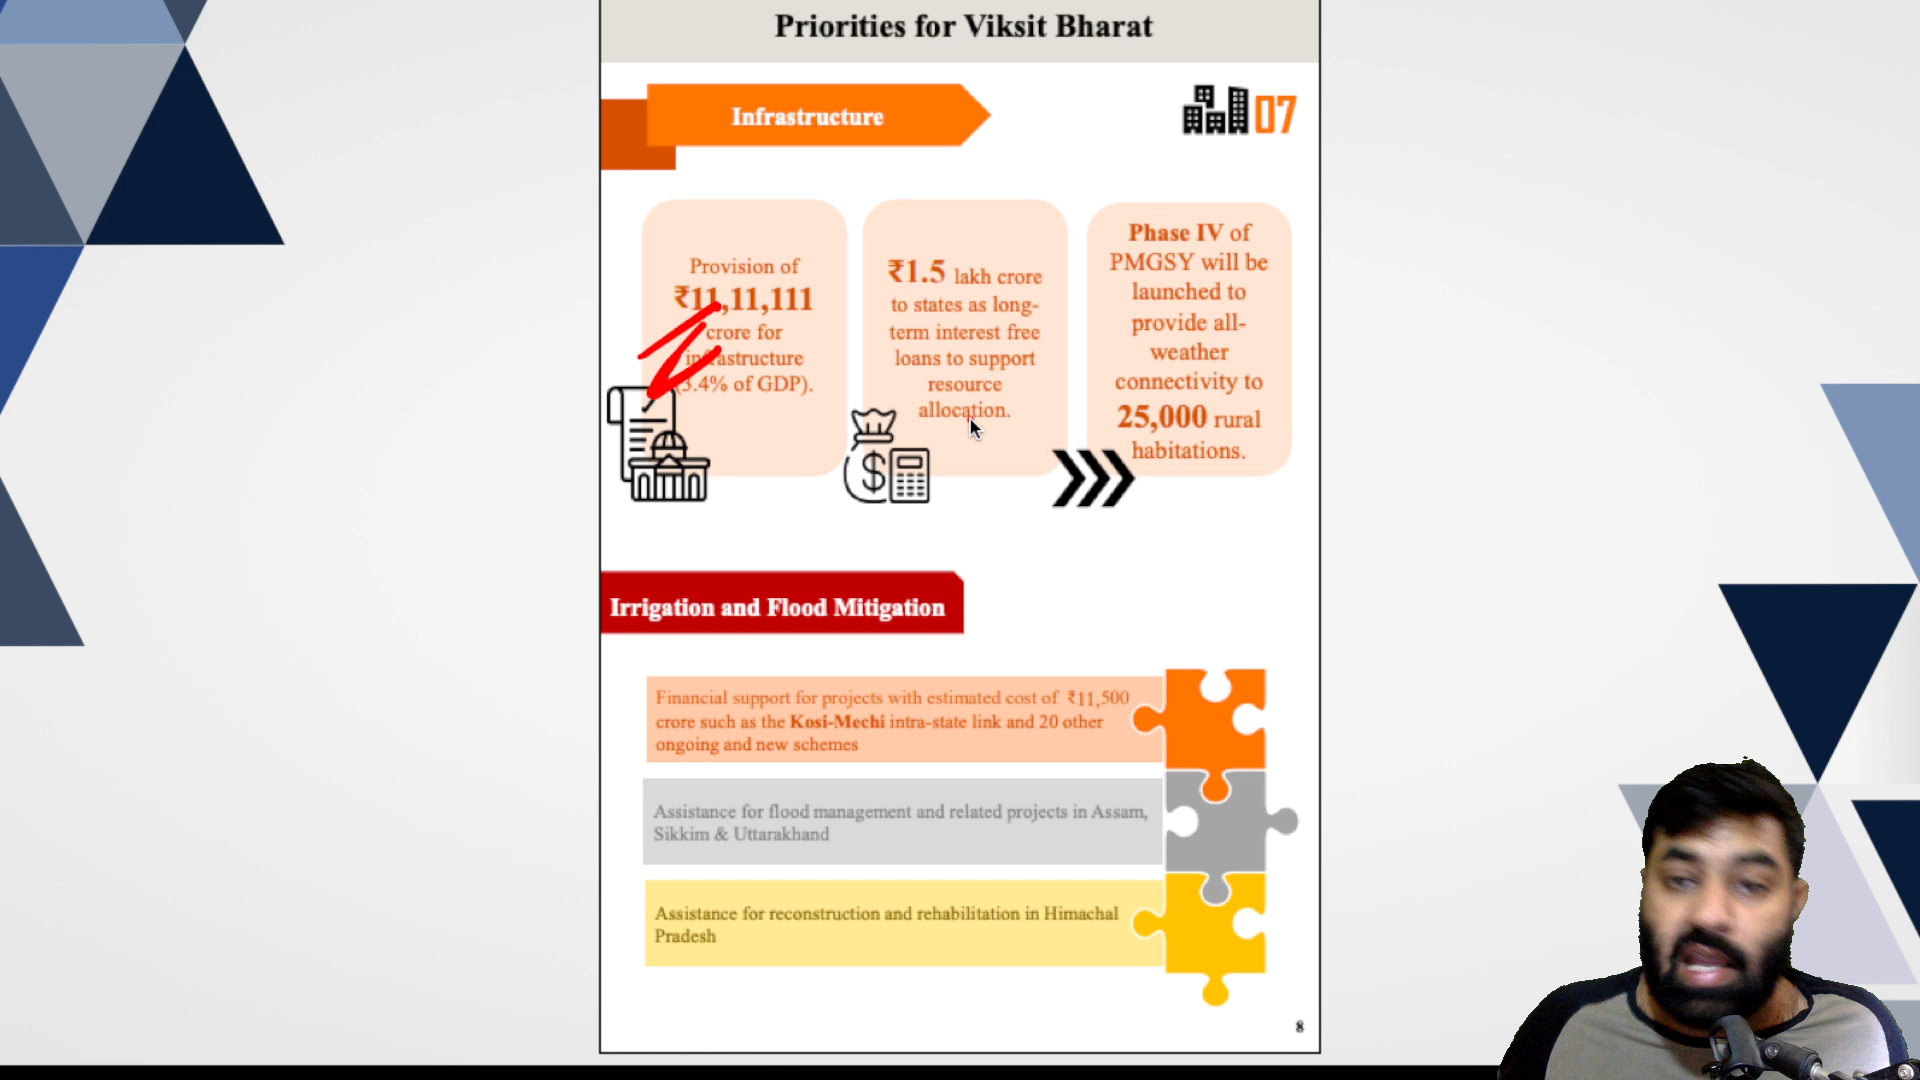 Priorities for Viksit Bharat
Infrastructure
07
Provision of
₹11,11,111
crore for
infrastructure
(3.4% of GDP).
₹1.5 lakh crore
to states as long-
term interest free
loans to support
resource
allocation.
Phase IV of
PMGSY will be
launched to
provide all-
weather
connectivity to
25,000 rural
habitations.
Irrigation and Flood Mitigation
Financial support for projects with estimated cost of ₹11,500
crore such as the Kosi-Mechi intra-state link and 20 other
ongoing and new schemes
Assistance for flood management and related projects in Assam,
Sikkim & Uttarakhand
Assistance for reconstruction and rehabilitation in Himachal
Pradesh
8